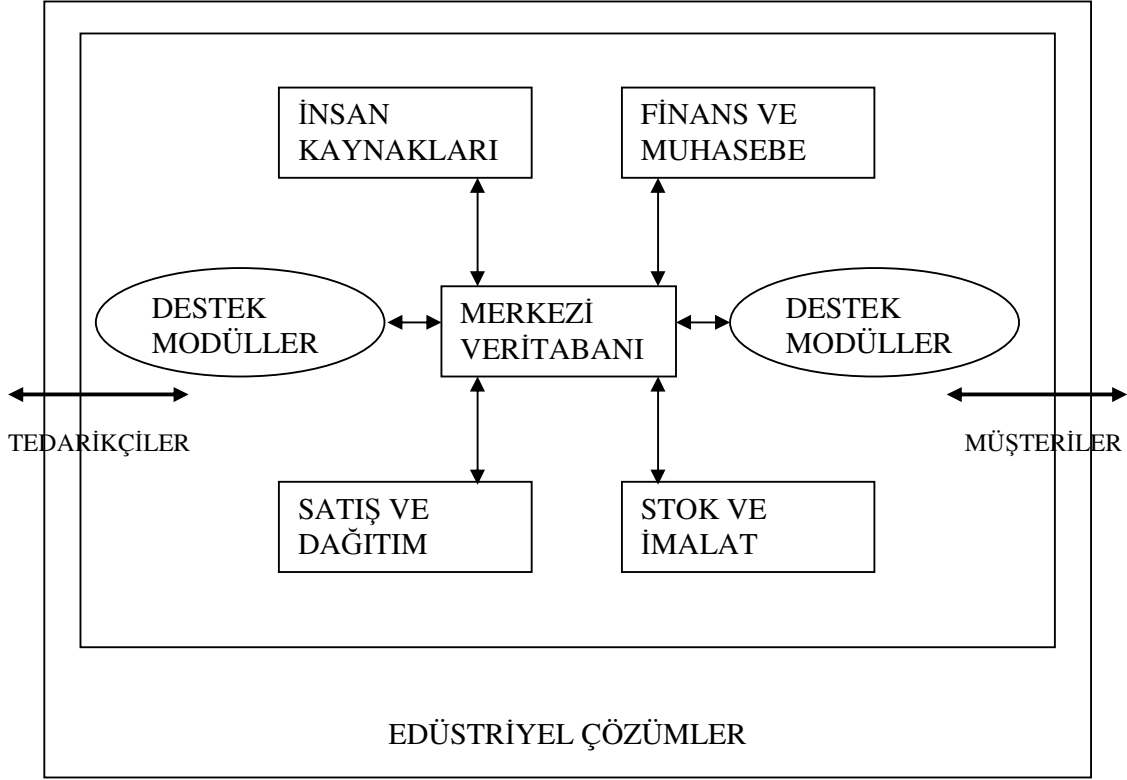 İNSAN
KAYNAKLARI
FİNANS VE
MUHASEBE
DESTEK
MODÜLLER
MERKEZİ
VERİTABANI
DESTEK
MODÜLLER
TEDARİKÇİLER
MÜŞTERİLER
SATIŞ VE
DAĞITIM
STOK VE
İMALAT
EDÜSTRİYEL ÇÖZÜMLER